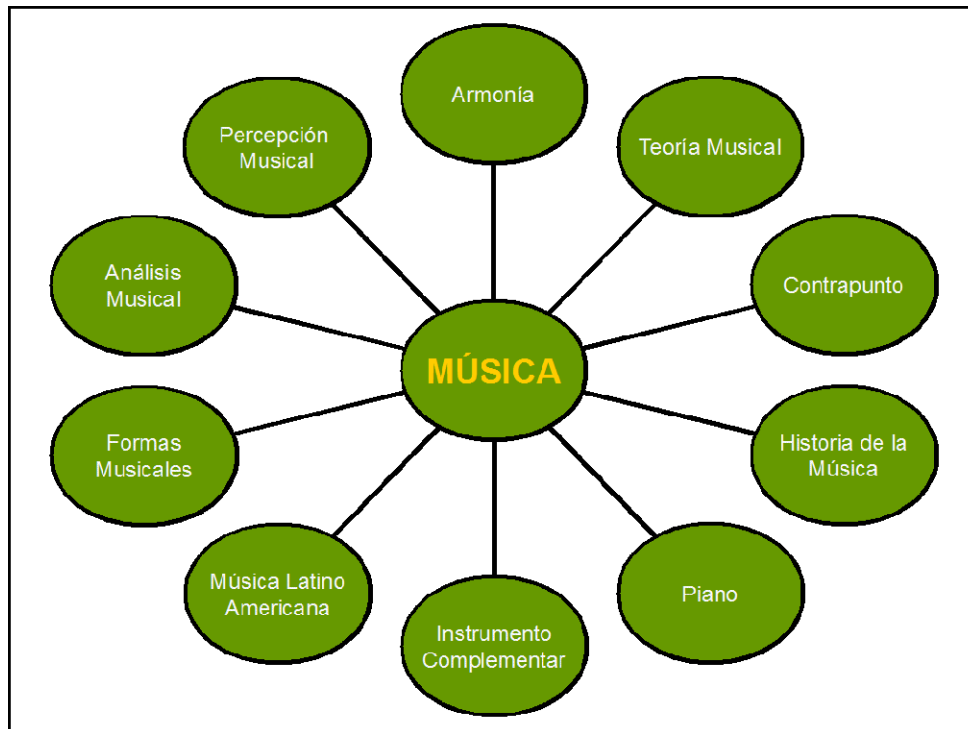 Armonía
Percepción
Musical
Teoría Musical
Análisis
Musical
Contrapunto
MÚSICA
Formas
Musicales
Historia de la
Música
Música Latino
Americana
Piano
Instrumento
Complementar